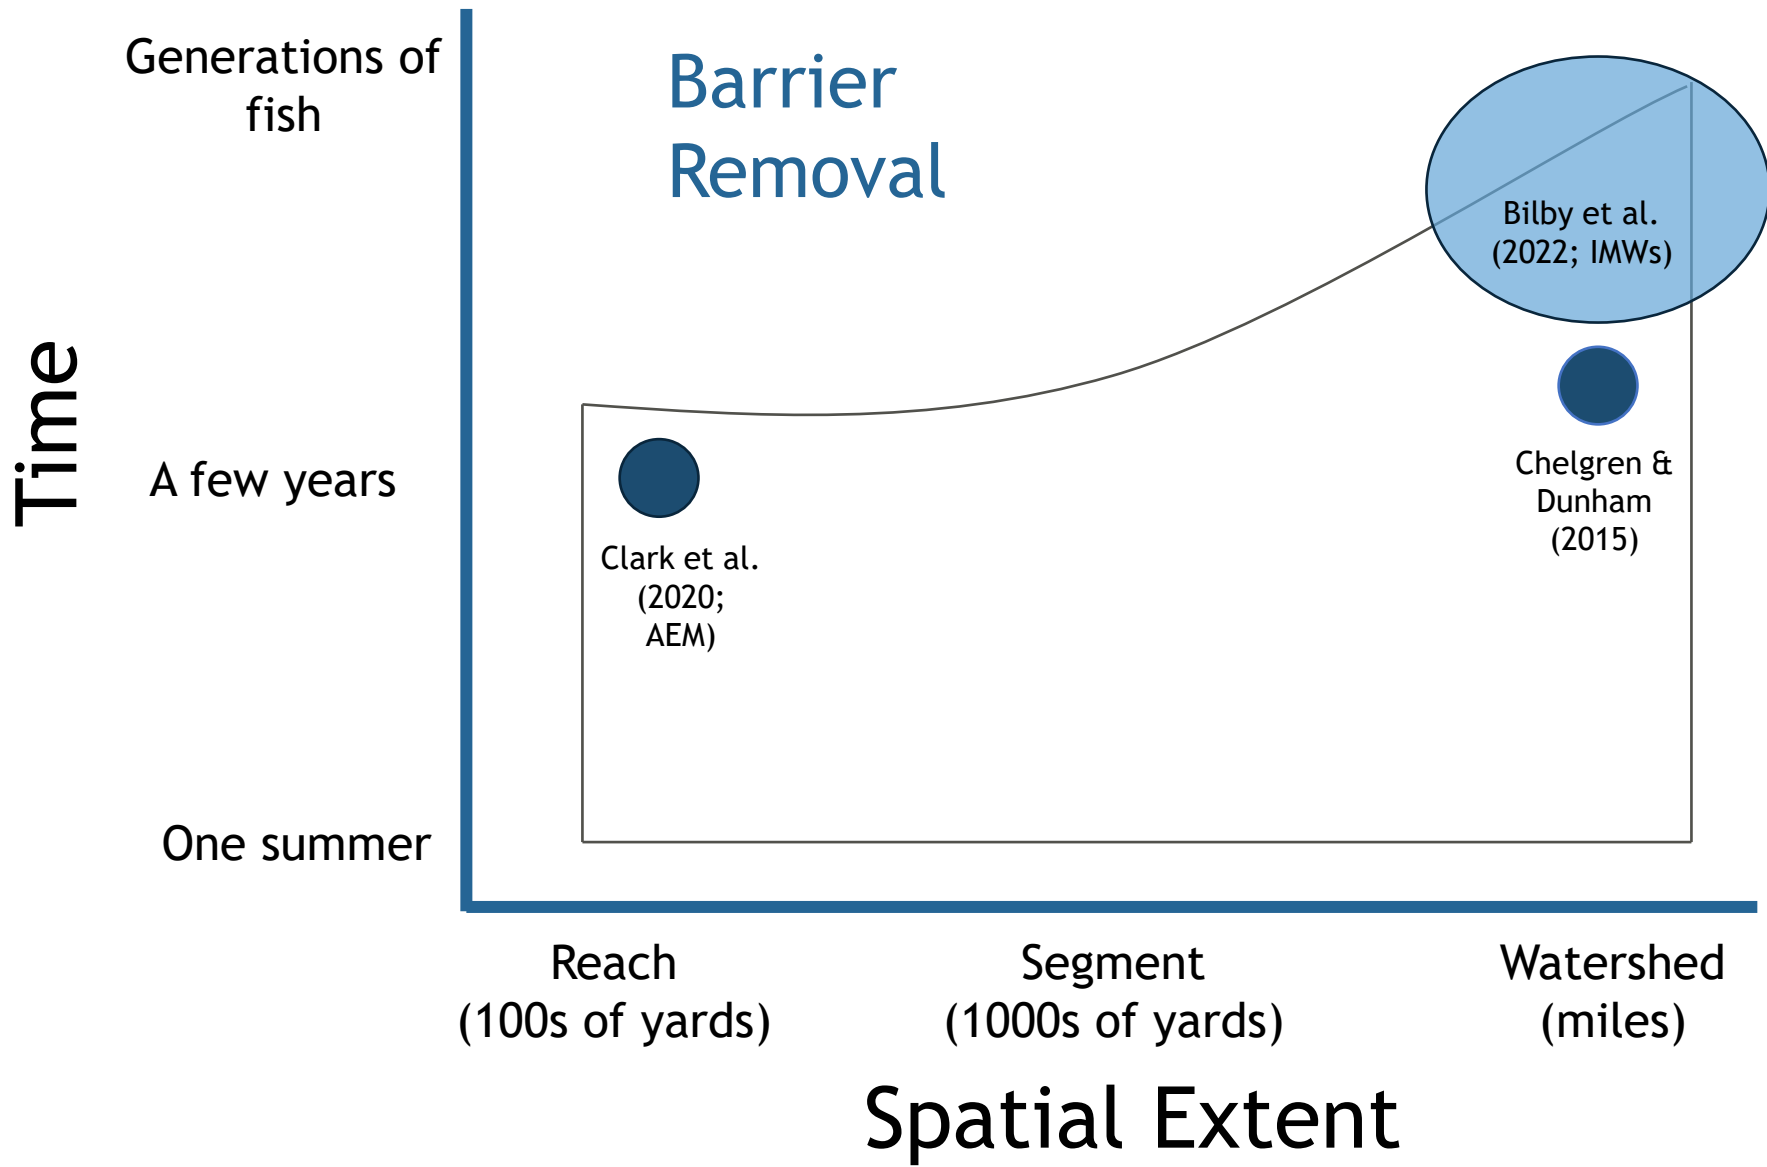 Generations of
fish
Barrier
Removal
Bilby et al.
(2022; IMWs)
Time
A few years
Clark et al.
(2020;
AEM)
Chelgren &
Dunham
(2015)
One summer
Reach
(100s of yards)
Segment
(1000s of yards)
Watershed
(miles)
Spatial Extent